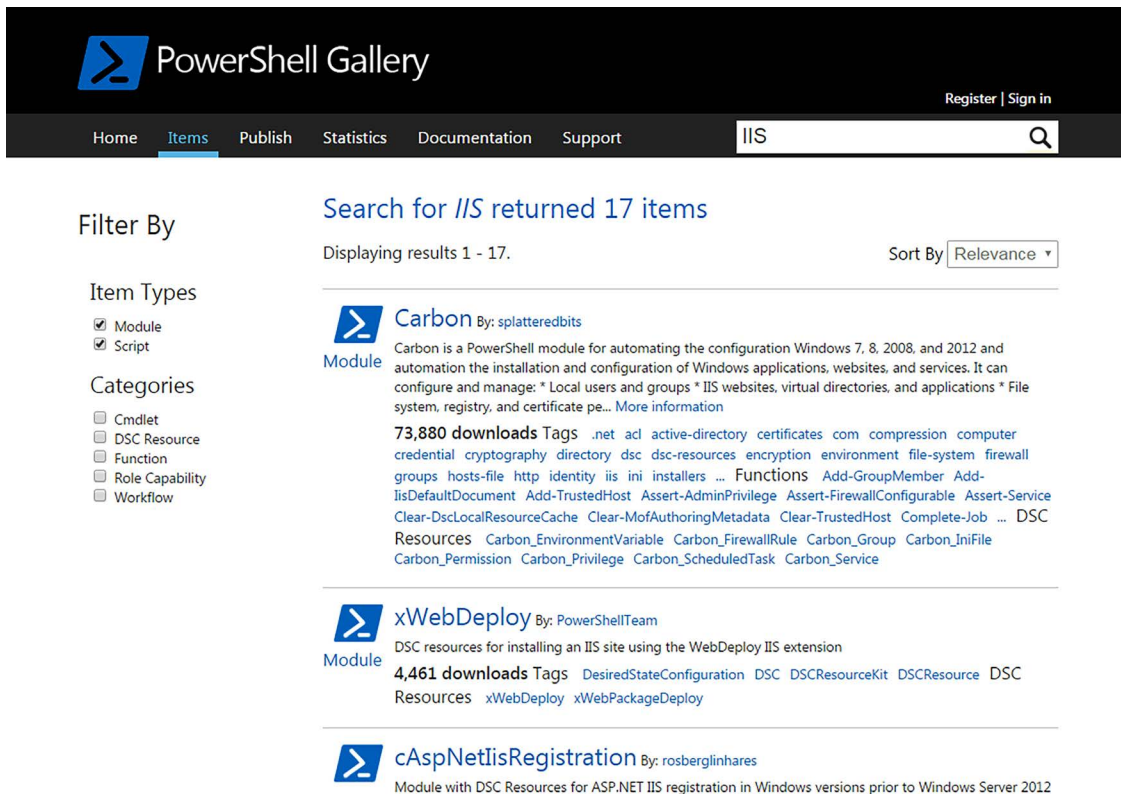 PowerShell Gallery
Register | Sign in
Home Items Publish Statistics Documentation Support
IIS
Filter By
Item Types
Module
Script
Categories
Cmdlet
DSC Resource
Function
Role Capability
Workflow
Search for IIS returned 17 items
Displaying results 1 - 17.
Sort By Relevance
Module
Carbon By: splatteredbits
Carbon is a PowerShell module for automating the configuration Windows 7, 8, 2008, and 2012 and
automation the installation and configuration of Windows applications, websites, and services. It can
configure and manage: * Local users and groups * IIS websites, virtual directories, and applications * File
system, registry, and certificate pe... More information
73,880 downloads Tags .net acl active-directory certificates com compression computer
credential cryptography directory dsc dsc-resources encryption environment file-system firewall
groups hosts-file http identity iis ini installers ... Functions Add-GroupMember Add-
IisDefaultDocument Add-TrustedHost Assert-AdminPrivilege Assert-FirewallConfigurable Assert-Service
Clear-DscLocalResourceCache Clear-MofAuthoringMetadata Clear-TrustedHost Complete-Job ... DSC
Resources Carbon_EnvironmentVariable Carbon_FirewallRule Carbon_Group Carbon_IniFile
Carbon_Permission Carbon_Privilege Carbon_ScheduledTask Carbon_Service
Module
xWebDeploy By: PowerShellTeam
DSC resources for installing an IIS site using the WebDeploy IIS extension
4,461 downloads Tags DesiredStateConfiguration DSC DSCResourceKit DSCResource DSC
Resources xWebDeploy xWebPackageDeploy
cAspNetIisRegistration By: rosberglinhares
Module with DSC Resources for ASP.NET IIS registration in Windows versions prior to Windows Server 2012